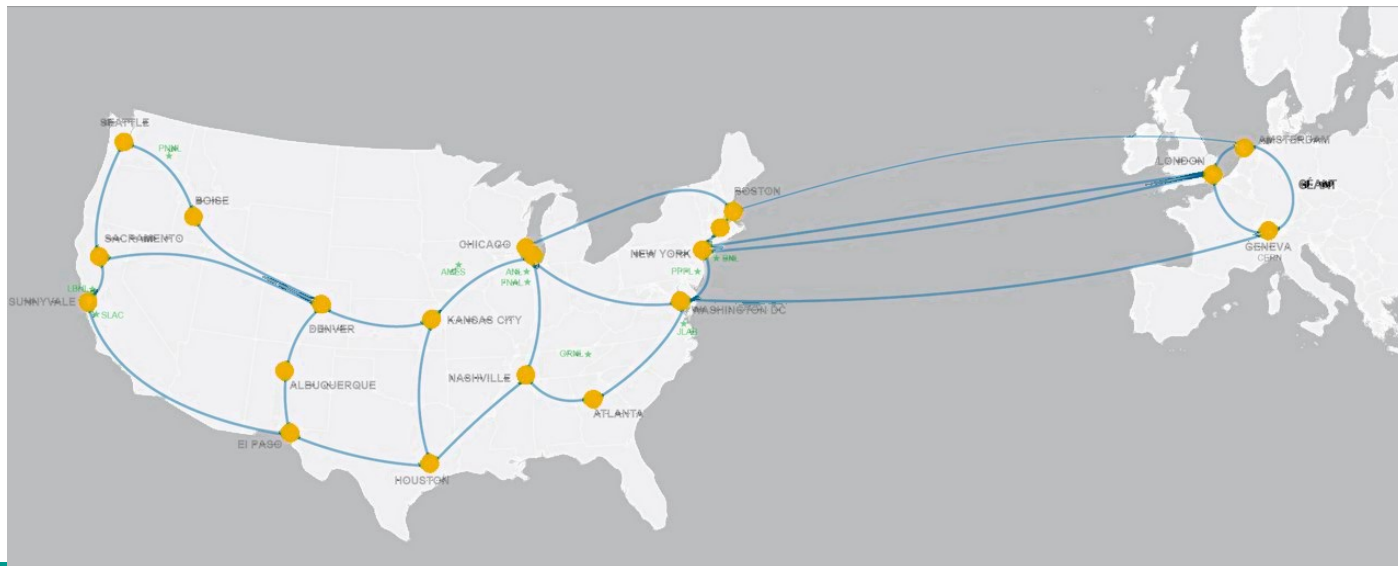 SEATTLE
PNNL
BOISE
SACRAMENTO
LBNL
SUNNYVALE
SLAC
DENVER
ALBUQUERQUE
El PASO
HOUSTON
KANSAS CITY
AMES
CHICAGO
ANL
FNAL
NASHVILLE
ORNL
ATLANTA
BOSTON
NEW YORK
BNL
PPPL
WASHINGTON DC
JLAB
AMSTERDAM
LONDON
GÉANT
GENEVA
CERN